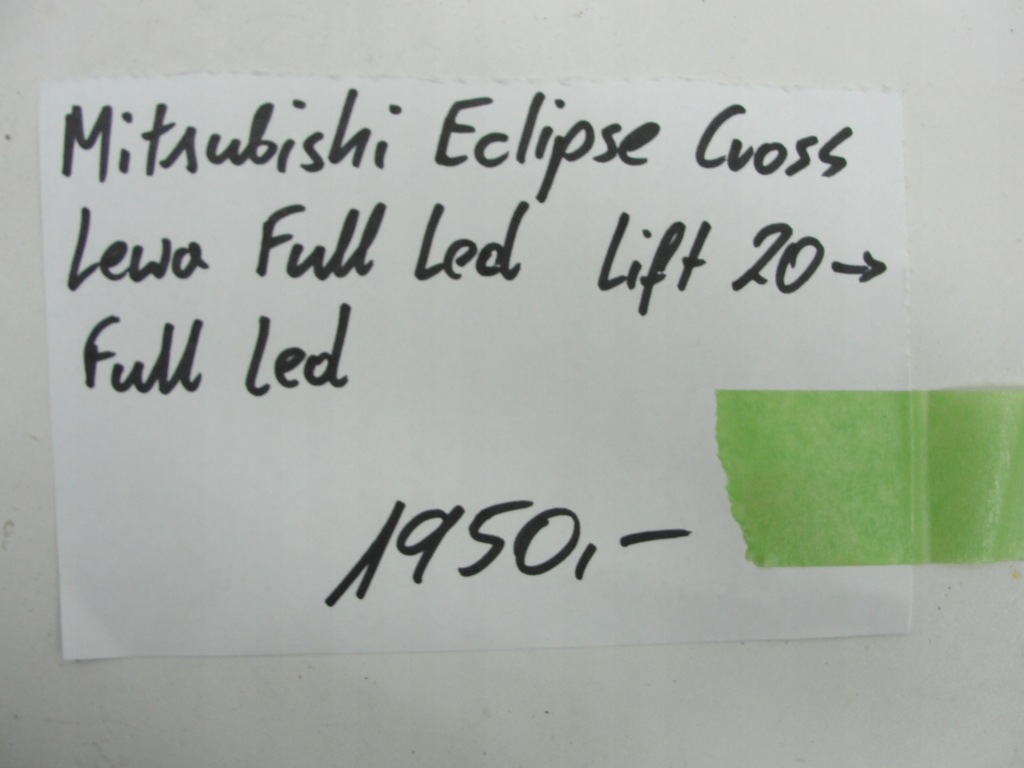 Mitsubishi Eclipse Cross
Lewa Full Led Lift 20→
Full led
1950,-